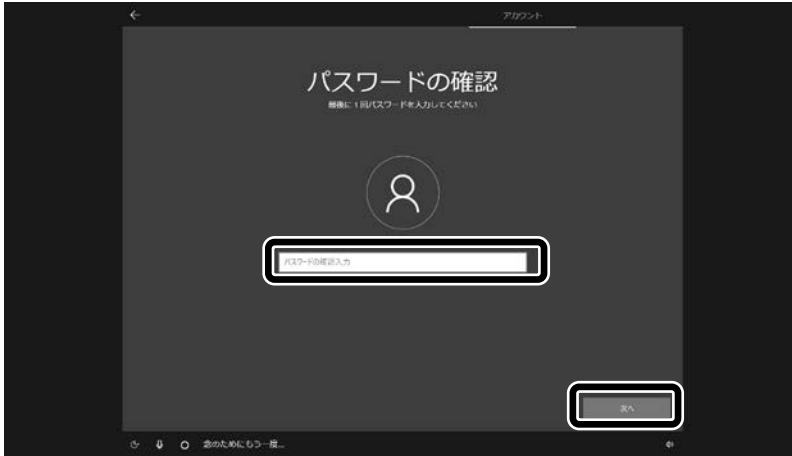 アカウント
パスワードの確認
最後に1回パスワードを入力してください
パスワードの確認入力
次へ
念のためにもう一度...